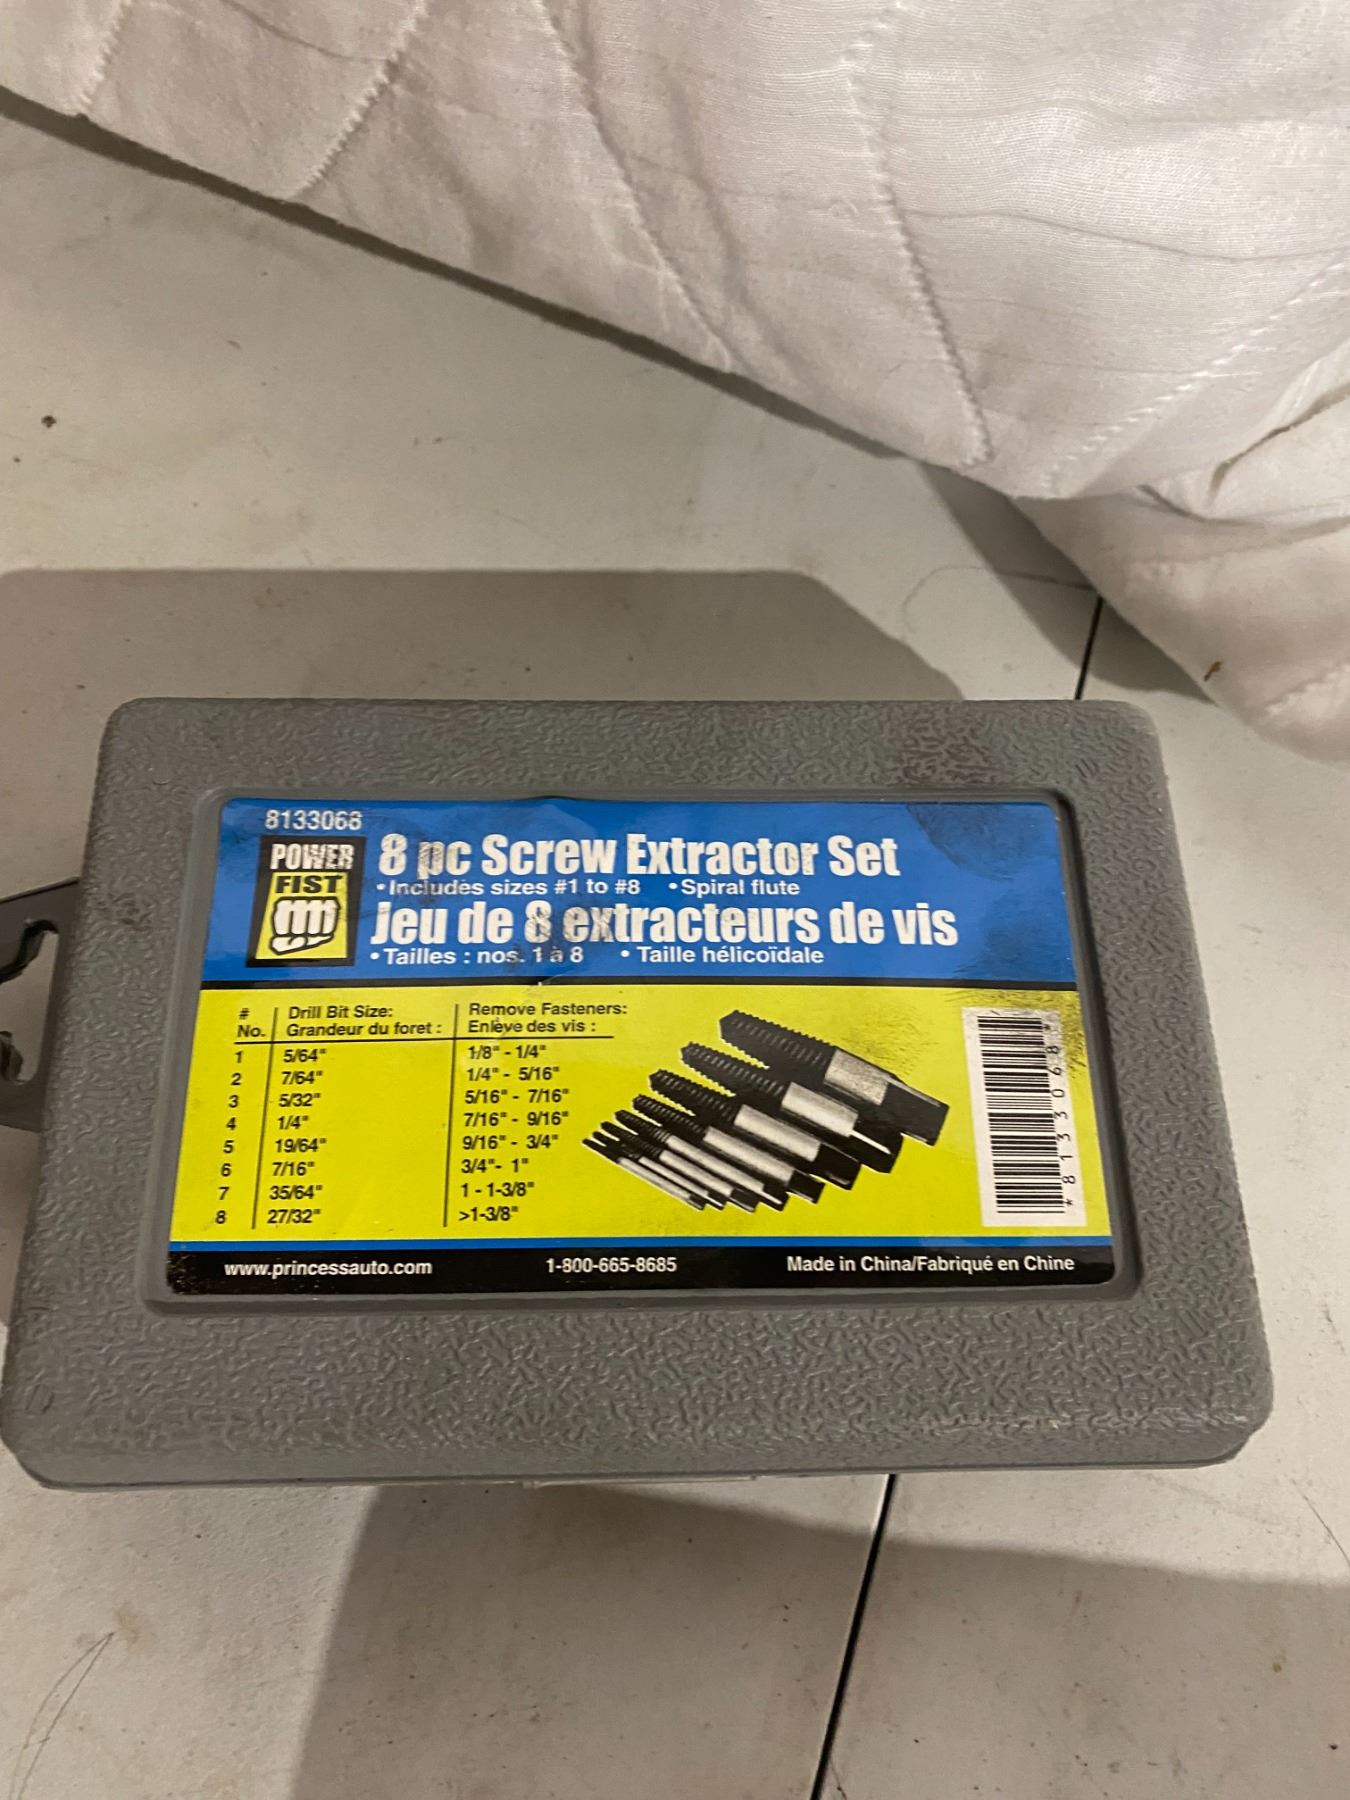 8133068
POWER
FIST
8 pc Screw Extractor Set
•Includes sizes #1 to #8 •Spiral flute
Jeu de 8 extracteurs de vis
•Tailles : nos. 1 à 8 • Taille hélicoïdale
# Drill Bit Size: Remove Fasteners:
No. Grandeur du foret : Enlève des vis :
1 5/64" 1/8" - 1/4"
2 7/64" 1/4" - 5/16"
3 5/32" 5/16" - 7/16"
4 1/4" 7/16" - 9/16"
5 19/64" 9/16" - 3/4"
6 7/16" 3/4"- 1"
7 35/64" 1 - 1-3/8"
8 27/32" >1-3/8"
*8133068*
www.princessauto.com 1-800-665-8685 Made in China/Fabriqué en Chine